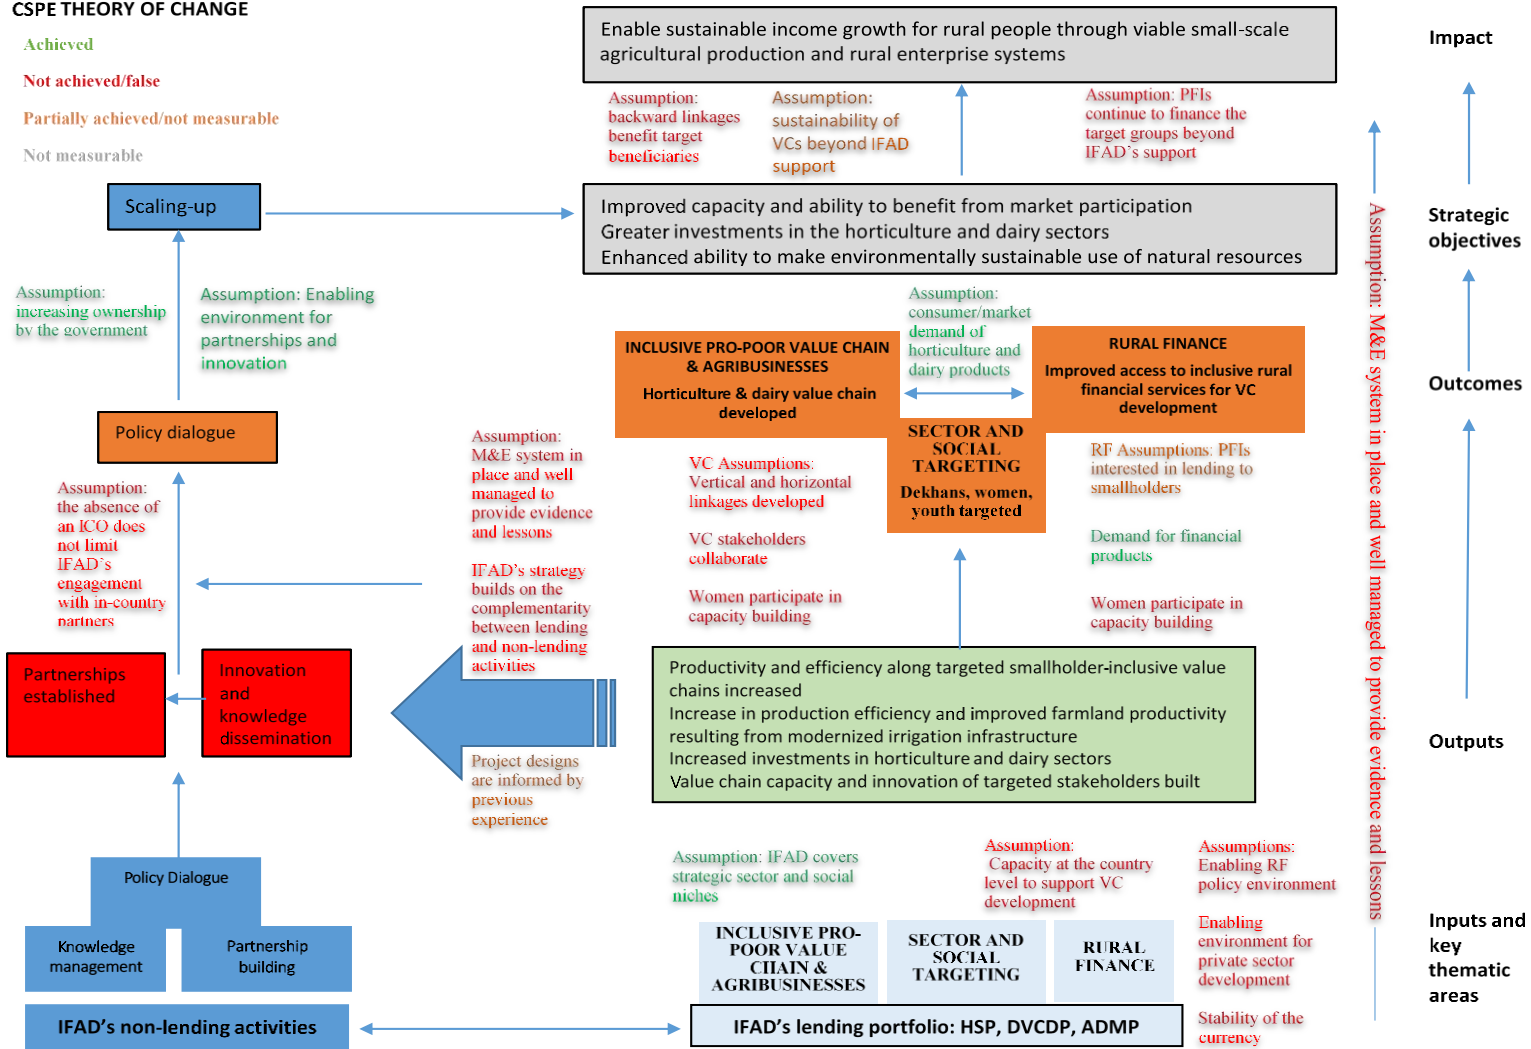 CSPE THEORY OF CHANGE
Achieved
Not achieved/false
Partially achieved/not measurable
Not measurable
Enable sustainable income growth for rural people through viable small-scale
agricultural production and rural enterprise systems
Impact
Assumption:
backward linkages
benefit target
beneficiaries
Assumption:
sustainability of
VCs beyond IFAD
support
Assumption: PFIs
continue to finance the
target groups beyond
IFAD's support
Scaling-up
Improved capacity and ability to benefit from market participation
Greater investments in the horticulture and dairy sectors
Enhanced ability to make environmentally sustainable use of natural resources
Strategic
objectives
Assumption:
increasing ownership
by the government
Assumption: Enabling
environment for
partnerships and
innovation
Assumption:
consumer/market
demand of
horticulture and
dairy products
INCLUSIVE PRO-POOR VALUE CHAIN
& AGRIBUSINESSES
Horticulture & dairy value chain
developed
RURAL FINANCE
Improved access to inclusive rural
financial services for VC
development
Outcomes
SECTOR AND
SOCIAL
TARGETING
Dekhans, women,
youth targeted
Policy dialogue
Assumption:
the absence of
an ICO does
not limit
IFAD's
engagement
with in-country
partners
Assumption:
M&E system in
place and well
managed to
provide evidence
and lessons
IFAD's strategy
builds on the
complementarity
between lending
and non-lending
activities
VC Assumptions:
Vertical and horizontal
linkages developed
VC stakeholders
collaborate
Women participate in
capacity building
RF Assumptions: PFIs
interested in lending to
smallholders
Demand for financial
products
Women participate in
capacity building
Assumption: M&E system in place and well managed to provide evidence and lessons
Partnerships
established
Innovation
and
knowledge
dissemination
Project designs
are informed by
previous
experience
Productivity and efficiency along targeted smallholder-inclusive value
chains increased
Increase in production efficiency and improved farmland productivity
resulting from modernized irrigation infrastructure
Increased investments in horticulture and dairy sectors
Value chain capacity and innovation of targeted stakeholders built
Outputs
Policy Dialogue
Knowledge
management
Partnership
building
IFAD's non-lending activities
Assumption: IFAD covers
strategic sector and social
niches
Assumption:
Capacity at the country
level to support VC
development
Assumptions:
Enabling RF
policy environment
Enabling
environment for
private sector
development
Stability of the
currency
INCLUSIVE PRO-
POOR VALUE
CHAIN &
AGRIBUSINESSES
SECTOR AND
SOCIAL
TARGETING
RURAL
FINANCE
IFAD's lending portfolio: HSP, DVCDP, ADMP
Inputs and
key
thematic
areas